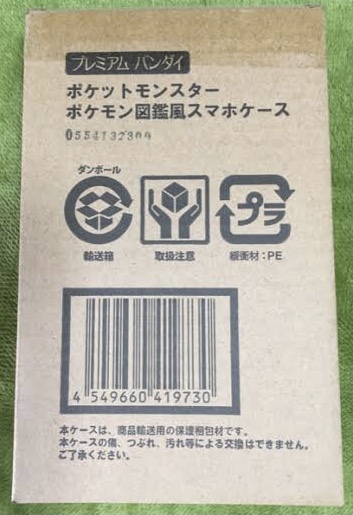 プレミアム バンダイ
ポケットモンスター
ポケモン図鑑風スマホケース
0554132309
ダンボール
プラ
輸送箱
取扱注意
緩衝材：PE
4 549660 419730
本ケースは、商品輸送用の保護梱包材です。
本ケースの傷、つぶれ、汚れ等による交換はできません。
ご了承ください。